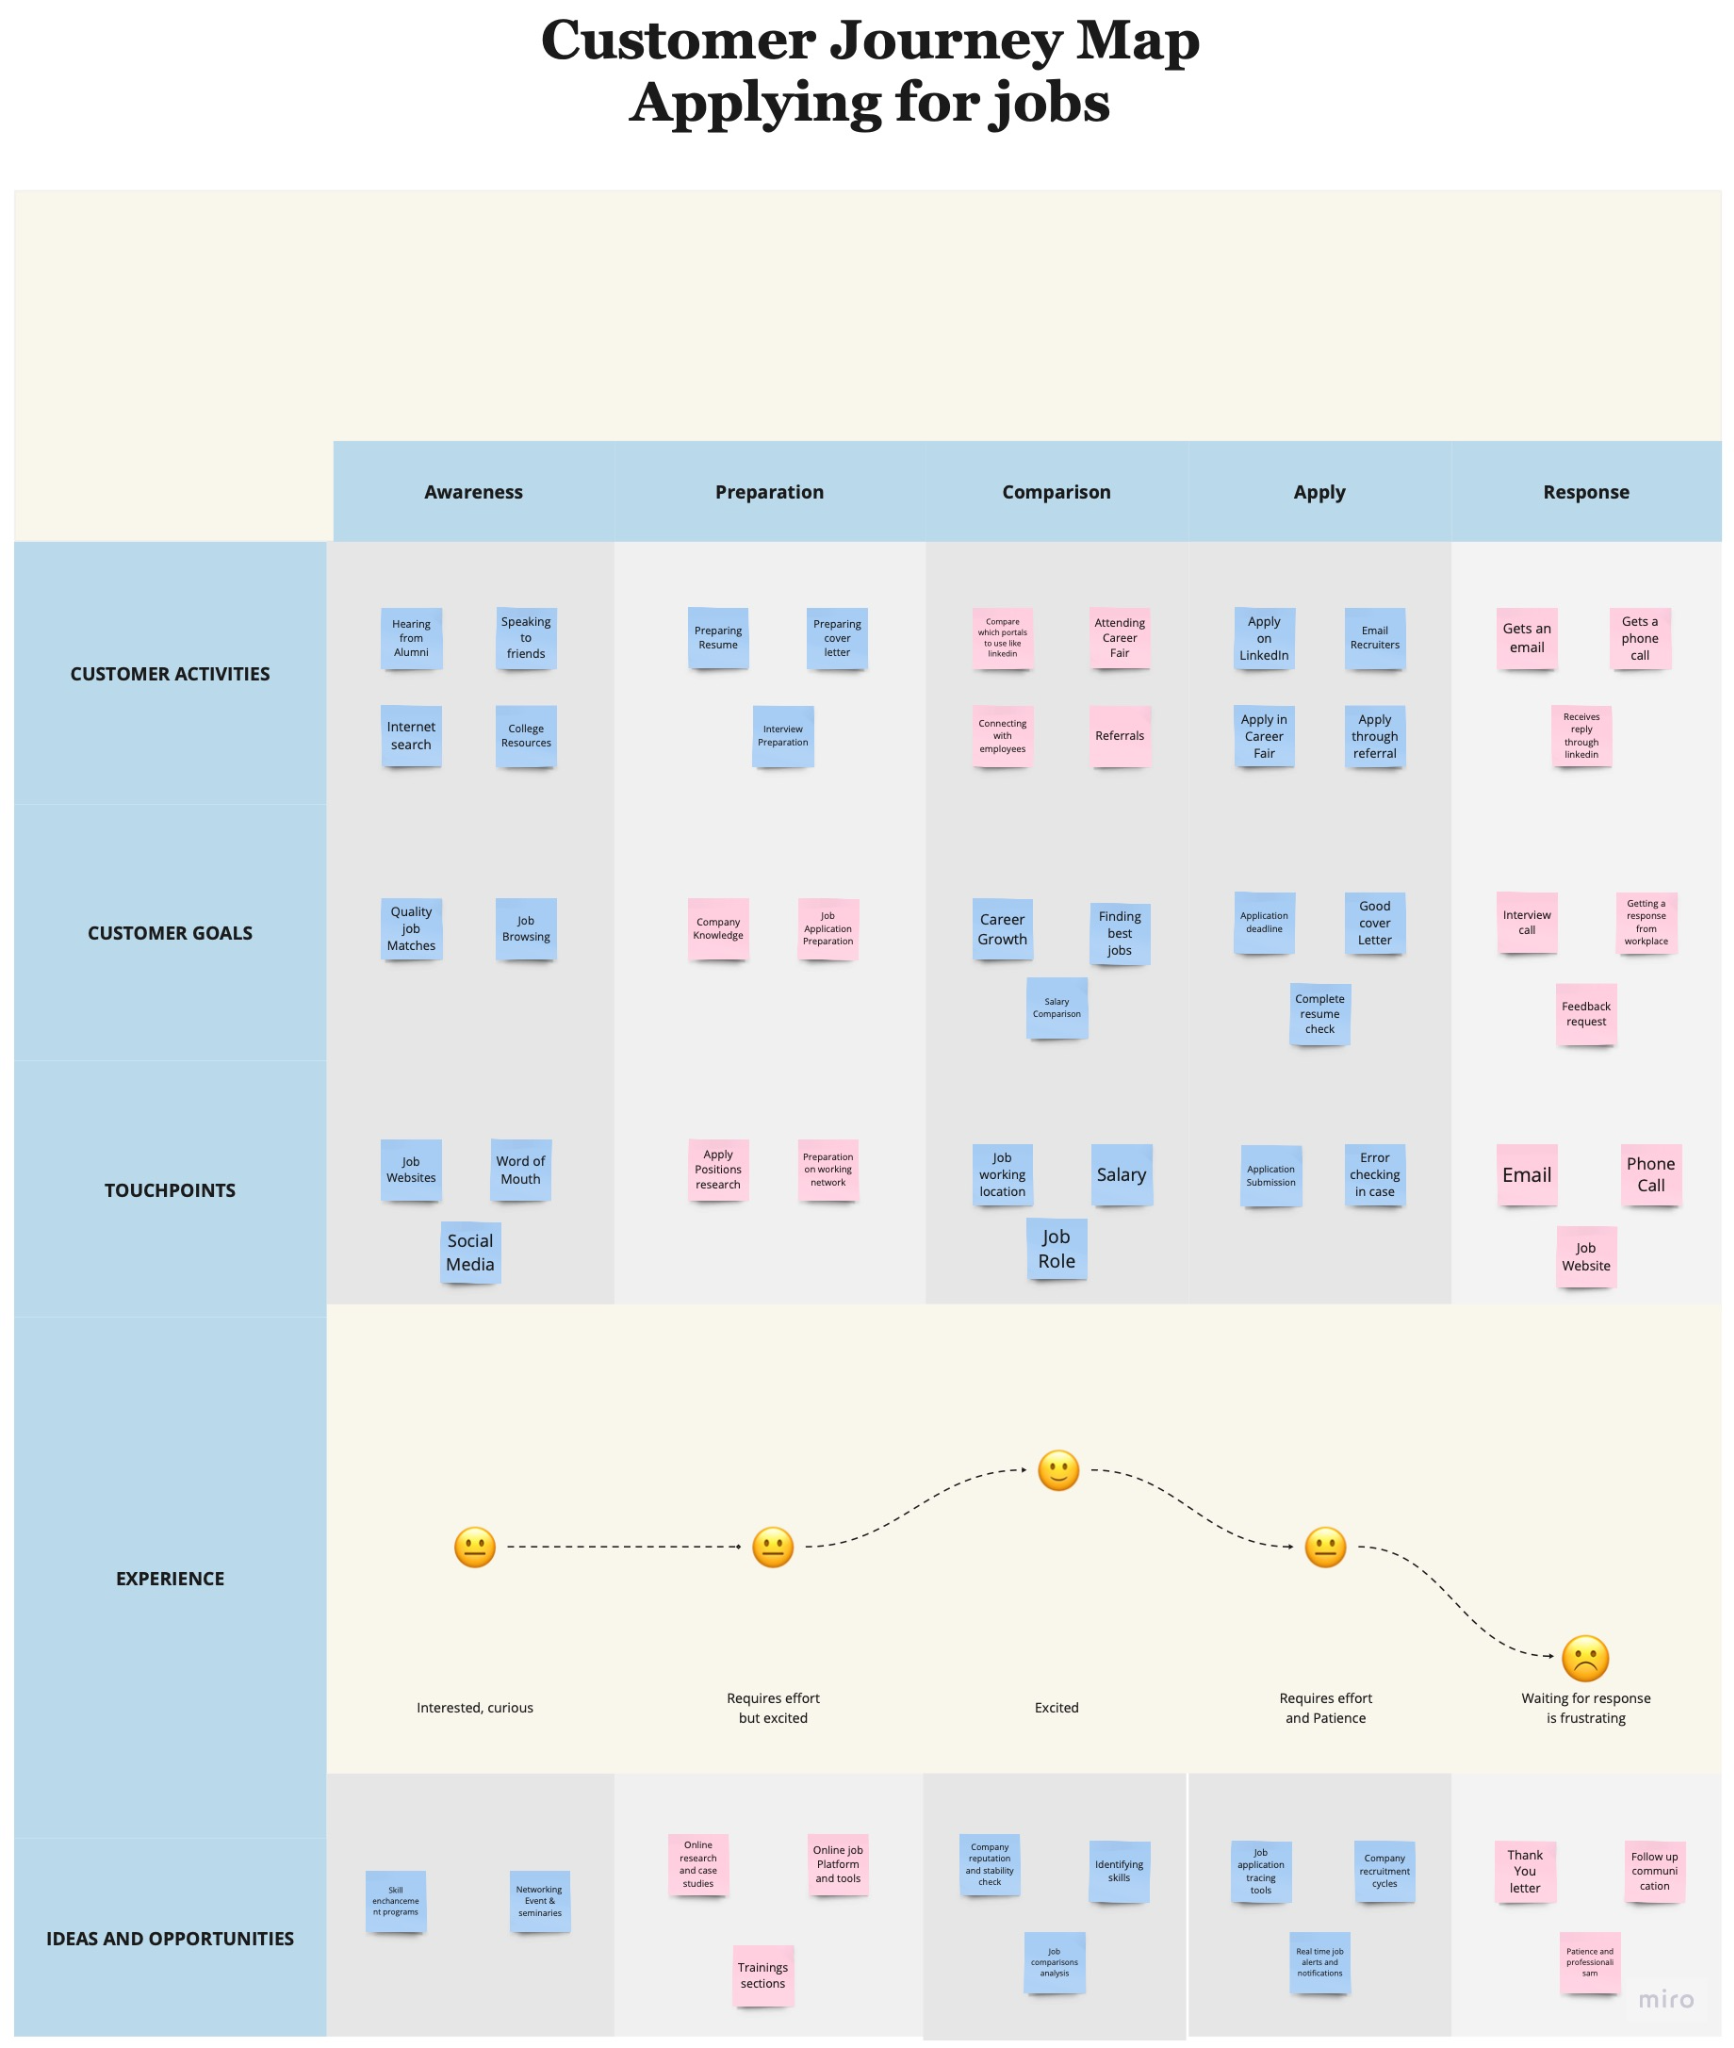 Customer Journey Map
Applying for jobs
Awareness
Preparation
Comparison
Apply
Response
CUSTOMER ACTIVITIES
Hearing
from
Alumni
Speaking
to
friends
Internet
search
College
Resources
Preparing
Resume
Preparing
cover
letter
Interview
Preparation
Compare
which portals
to use like
linkedin
Attending
Career
Fair
Connecting
with
employees
Referrals
Apply
on
LinkedIn
Email
Recruiters
Apply in
Career
Fair
Apply
through
referral
Gets an
email
Gets a
phone
call
Receives
reply
through
linkedin
CUSTOMER GOALS
Quality
job
Matches
Job
Browsing
Company
Knowledge
Job
Application
Preparation
Career
Growth
Finding
best
jobs
Salary
Comparison
Application
deadline
Good
cover
Letter
Complete
resume
check
Interview
call
Getting a
response
from
workplace
Feedback
request
TOUCHPOINTS
Job
Websites
Word of
Mouth
Social
Media
Apply
Positions
research
Preparation
on working
network
Job
working
location
Salary
Job
Role
Application
Submission
Error
checking
in case
Email
Phone
Call
Job
Website
EXPERIENCE
Interested, curious
Requires effort
but excited
Excited
Requires effort
and Patience
Waiting for response
is frustrating
IDEAS AND OPPORTUNITIES
Skill
enchanceme
nt programs
Networking
Event &
seminaries
Online
research
and case
studies
Online job
Platform
and tools
Trainings
sections
Company
reputation
and stability
check
Identifying
skills
Job
comparisons
analysis
Job
application
tracing
tools
Company
recruitment
cycles
Real time job
alerts and
notifications
Thank
You
letter
Follow up
communi
cation
Patience and
professionali
sam
miro